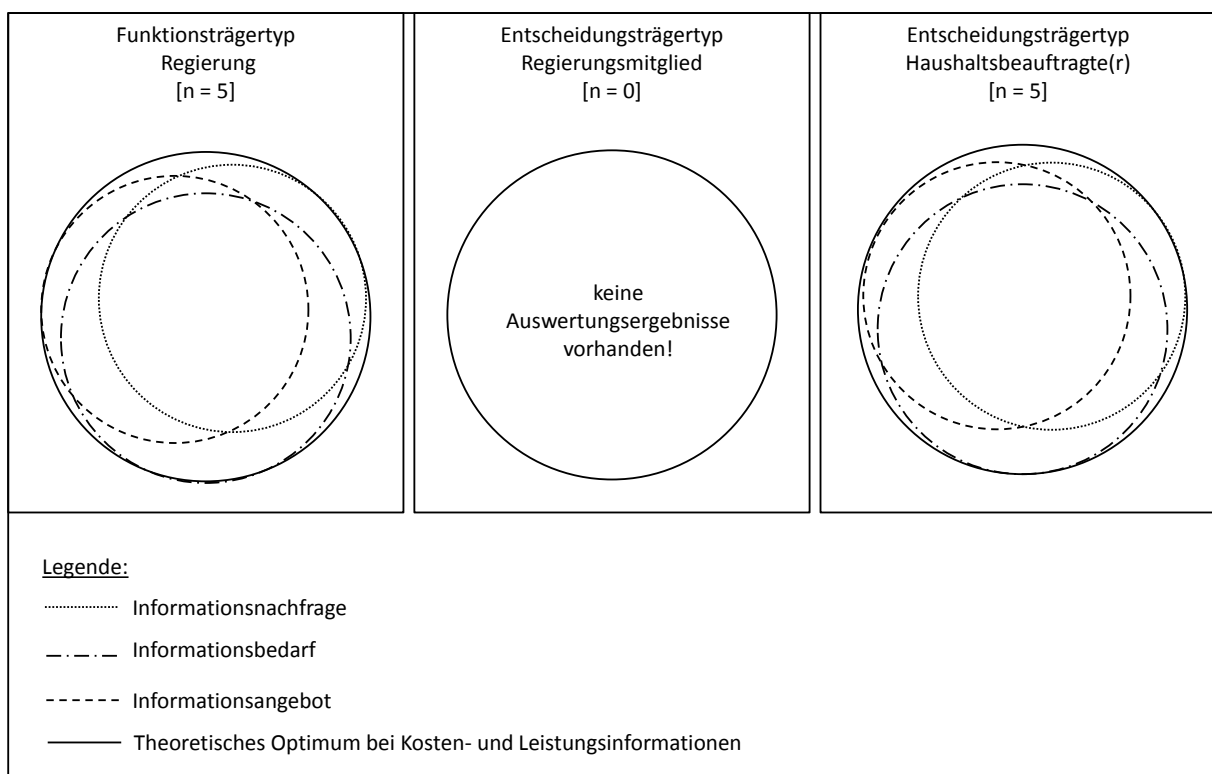 Funktionsträgertyp
Regierung
[n = 5]
Entscheidungsträgertyp
Regierungsmitglied
[n = 0]
keine
Auswertungsergebnisse
vorhanden!
Entscheidungsträgertyp
Haushaltsbeauftragte(r)
[n = 5]
Legende:
Informationsnachfrage
Informationsbedarf
Informationsangebot
Theoretisches Optimum bei Kosten- und Leistungsinformationen